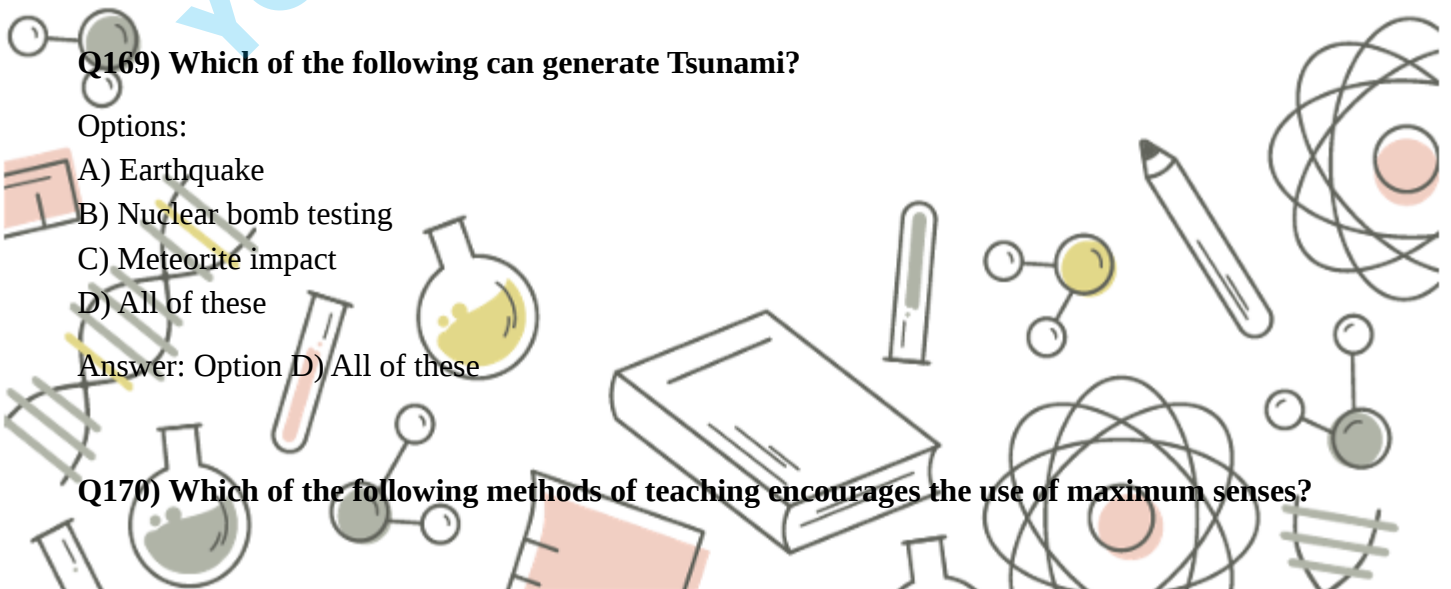 Q169) Which of the following can generate Tsunami?
Options:
A) Earthquake
B) Nuclear bomb testing
C) Meteorite impact
D) All of these
Answer: Option D) All of these
Q170) Which of the following methods of teaching encourages the use of maximum senses?